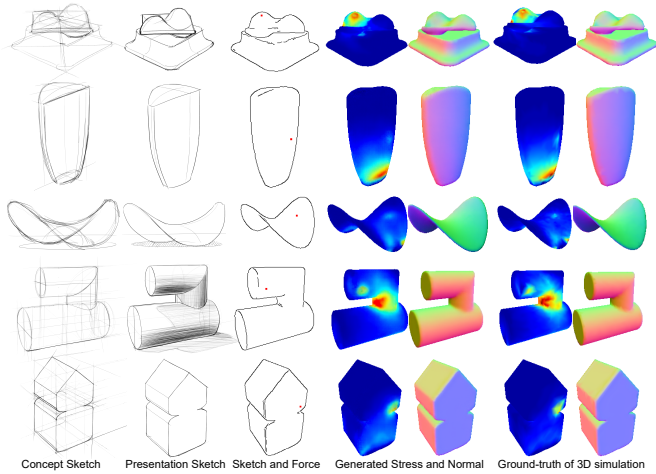 Concept Sketch Presentation Sketch Sketch and Force Generated Stress and Normal Ground-truth of 3D simulation